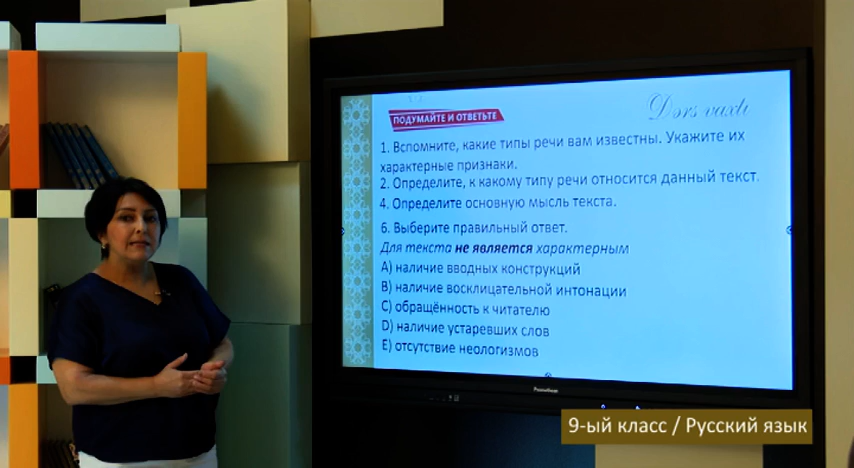 Dərs vaxtı
ПОДУМАЙТЕ И ОТВЕТЬТЕ
1. Вспомните, какие типы речи вам известны. Укажите их
характерные признаки.
2. Определите, к какому типу речи относится данный текст.
4. Определите основную мысль текста.
6. Выберите правильный ответ.
Для текста не является характерным
A) наличие вводных конструкций
B) наличие восклицательной интонации
C) обращённость к читателю
D) наличие устаревших слов
E) отсутствие неологизмов
Promethean
9-ый класс / Русский язык